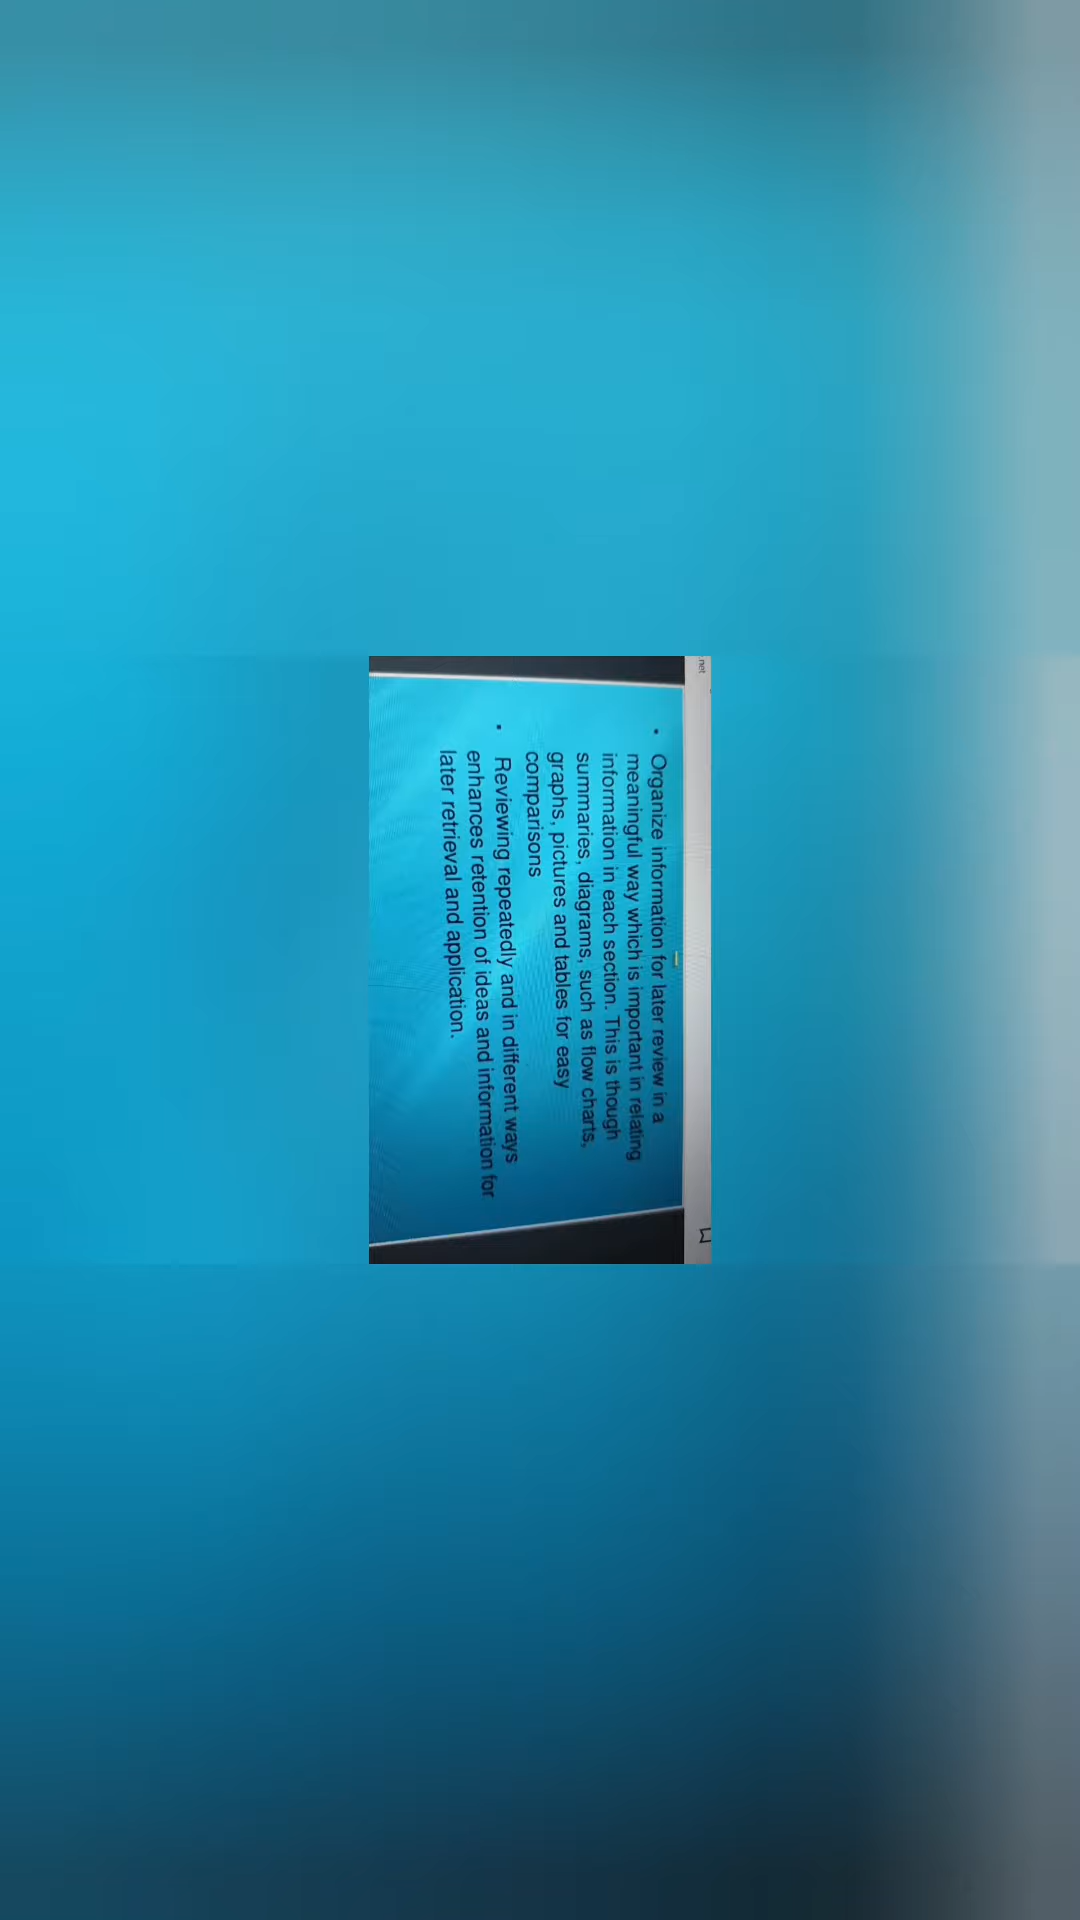 net
• Organize information for later review in a
meaningful way which is important in relating
information in each section. This is though
summaries, diagrams, such as flow charts,
graphs, pictures and tables for easy
comparisons
• Reviewing repeatedly and in different ways
enhances retention of ideas and information for
later retrieval and application.